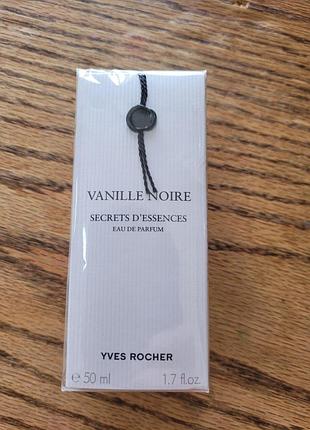 VANILLE NOIRE
SECRETS D'ESSENCES
EAU DE PARFUM
YVES ROCHER
℮ 50 ml 1.7 fl.oz.